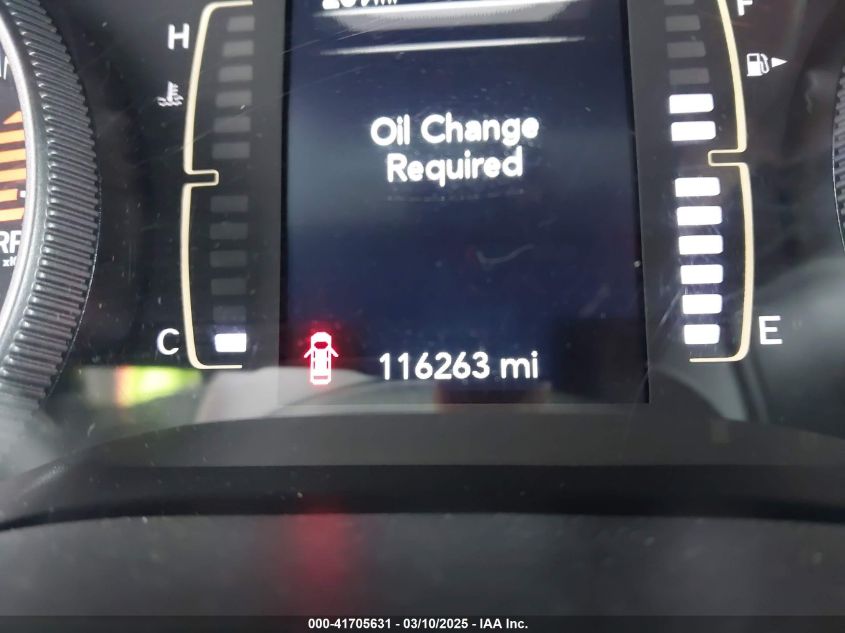 H
F
Oil Change
Required
C
116263 mi
E
000-41705631 - 03/10/2025 - IAA Inc.